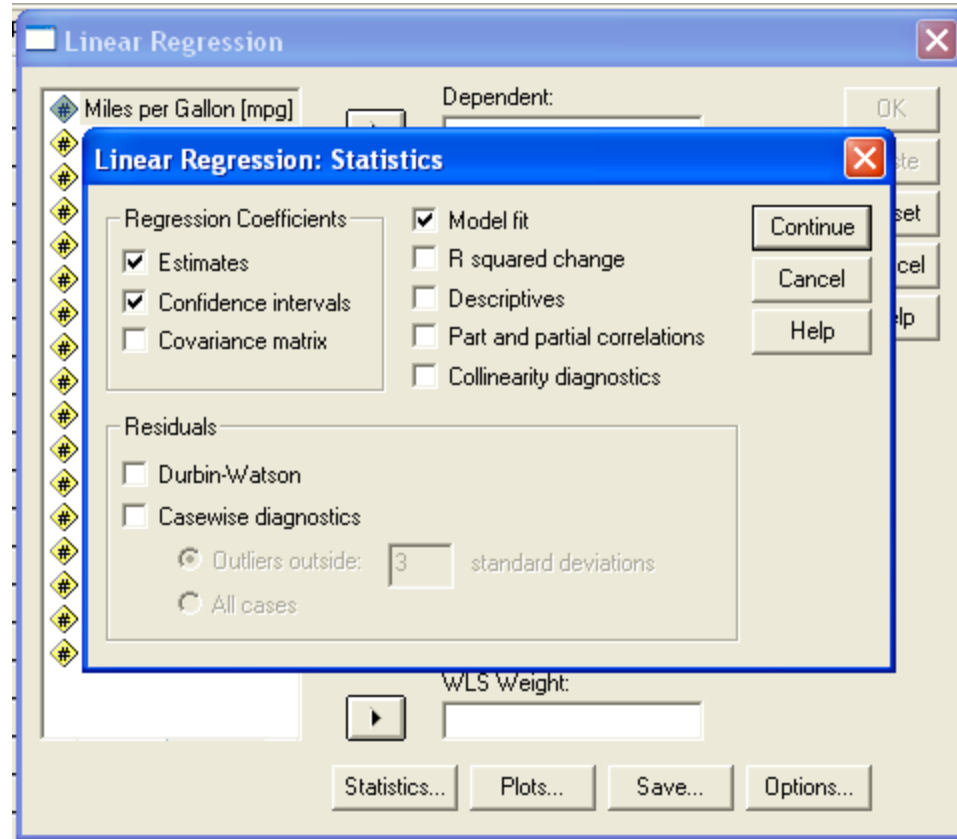 Linear Regression
Miles per Gallon [mpg]
Dependent:
OK
Linear Regression: Statistics
Regression Coefficients
Estimates
Confidence intervals
Covariance matrix
Model fit
R squared change
Descriptives
Part and partial correlations
Collinearity diagnostics
Continue
Cancel
Help
Residuals
Durbin-Watson
Casewise diagnostics
Outliers outside: 3 standard deviations
All cases
WLS Weight:
Statistics... Plots... Save... Options...